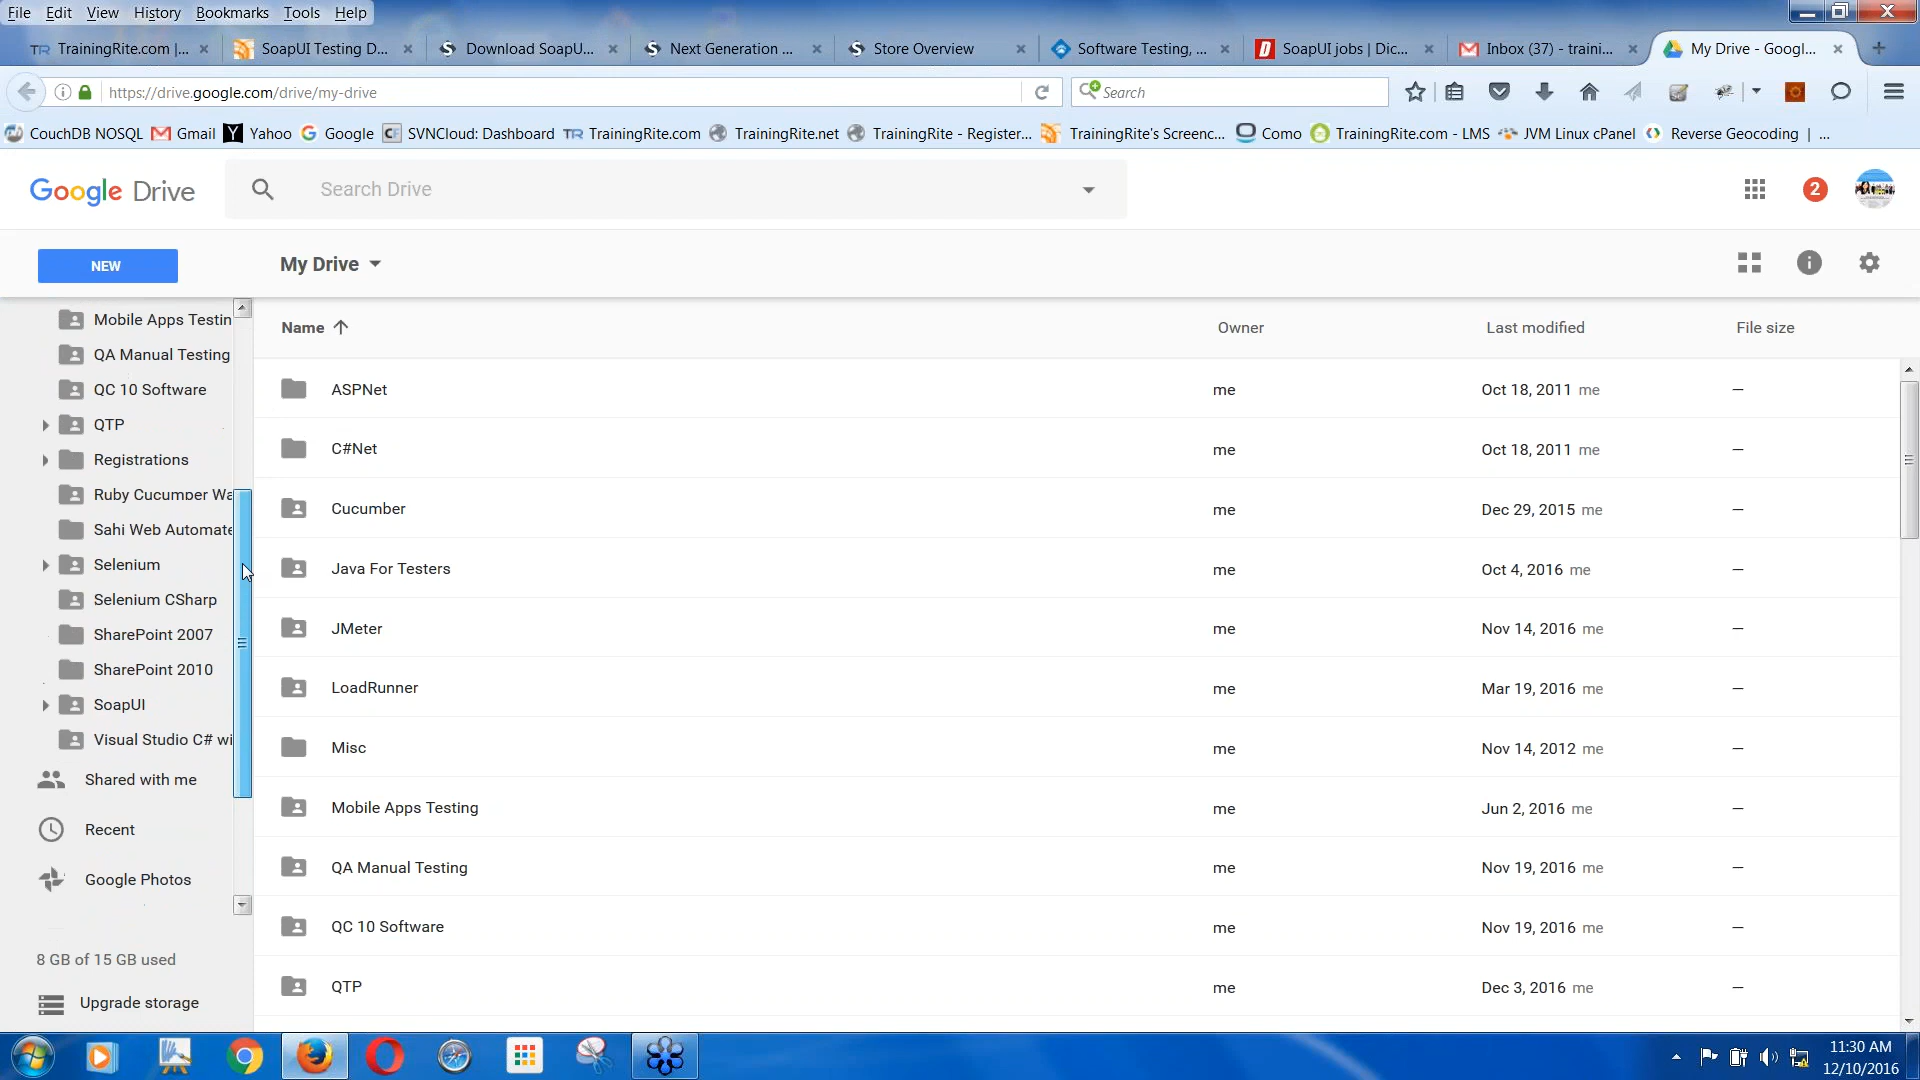 File Edit View History Bookmarks Tools Help
TrainingRite.com |... SoapUI Testing D... Download SoapU... Next Generation ... Store Overview Software Testing, ... SoapUI jobs | Dic... Inbox (37) - traini... My Drive - Googl...
https://drive.google.com/drive/my-drive Search
CouchDB NOSQL Gmail Yahoo Google SVNCloud: Dashboard TrainingRite.com TrainingRite.net TrainingRite - Register... TrainingRite's Screenc... Como TrainingRite.com - LMS JVM Linux cPanel Reverse Geocoding | ...
Google Drive Search Drive 2
NEW My Drive
Name Owner Last modified File size
Mobile Apps Testin
QA Manual Testing
QC 10 Software
QTP
Registrations
Ruby Cucumber Wa
Sahi Web Automate
Selenium
Selenium CSharp
SharePoint 2007
SharePoint 2010
SoapUI
Visual Studio C# wi
Shared with me
Recent
Google Photos
8 GB of 15 GB used
Upgrade storage
ASPNet me Oct 18, 2011 me —
C#Net me Oct 18, 2011 me —
Cucumber me Dec 29, 2015 me —
Java For Testers me Oct 4, 2016 me —
JMeter me Nov 14, 2016 me —
LoadRunner me Mar 19, 2016 me —
Misc me Nov 14, 2012 me —
Mobile Apps Testing me Jun 2, 2016 me —
QA Manual Testing me Nov 19, 2016 me —
QC 10 Software me Nov 19, 2016 me —
QTP me Dec 3, 2016 me —
11:30 AM
12/10/2016